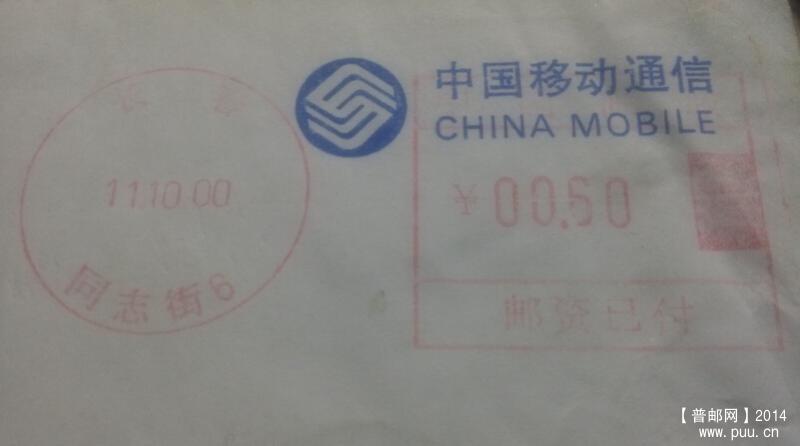 中国移动通信
CHINA MOBILE
11.10.00
同志街6
¥00.60
邮资已付
【普邮网】2014
www.puu.cn